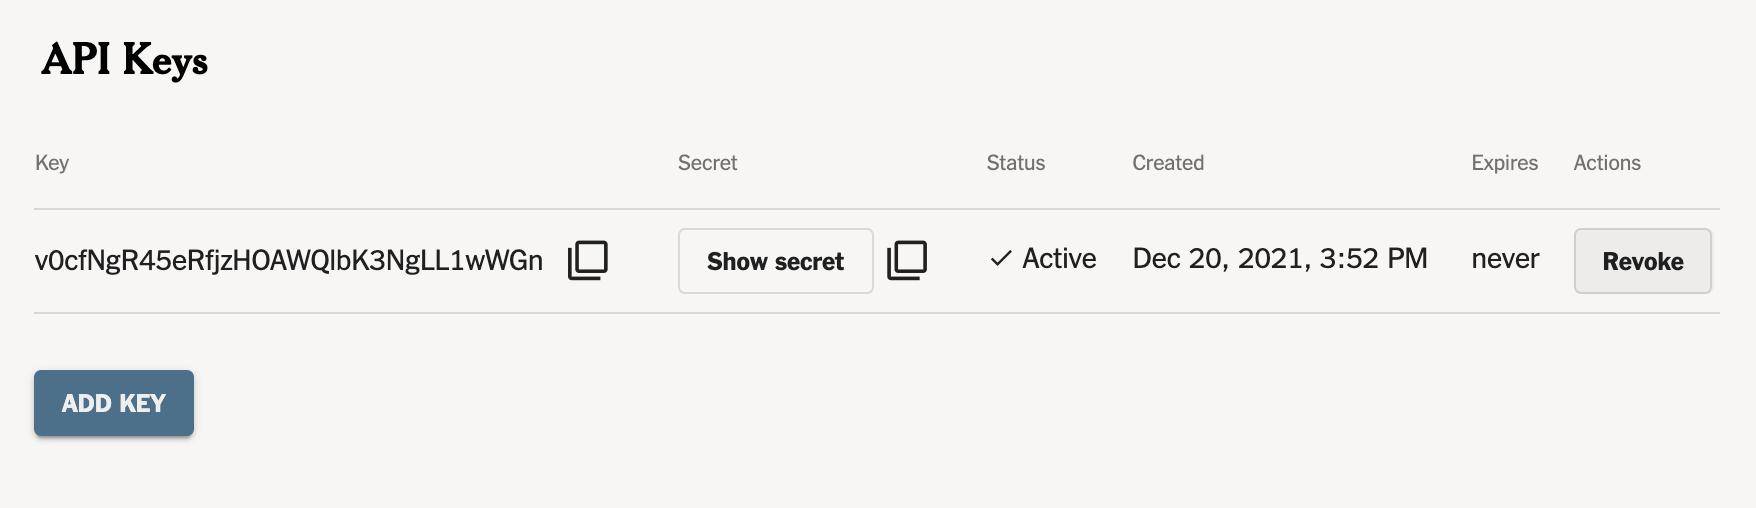 API Keys
Key Secret Status Created Expires Actions
v0cfNgR45eRfjzHOAWQlbK3NgLL1wWGn Show secret Active Dec 20, 2021, 3:52 PM never Revoke
ADD KEY